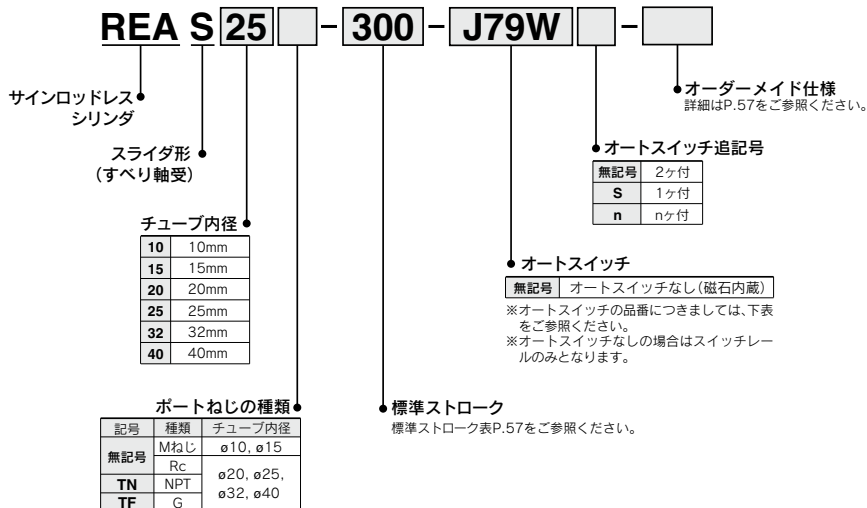 REA S 25 - 300 - J79W -
サインロッドレス
シリンダ
スライダ形
(すべり軸受)
チューブ内径
10 10mm
15 15mm
20 20mm
25 25mm
32 32mm
40 40mm
ポートねじの種類
記号 種類 チューブ内径
無記号 Mねじ ø10, ø15
Rc ø20, ø25, ø32, ø40
TN NPT
TF G
標準ストローク
標準ストローク表P.57をご参照ください。
オートスイッチ
無記号 オートスイッチなし(磁石内蔵)
※オートスイッチの品番につきましては、下表
をご参照ください。
※オートスイッチなしの場合はスイッチレー
ルのみとなります。
オートスイッチ追記号
無記号 2ヶ付
S 1ヶ付
n nヶ付
オーダーメイド仕様
詳細はP.57をご参照ください。